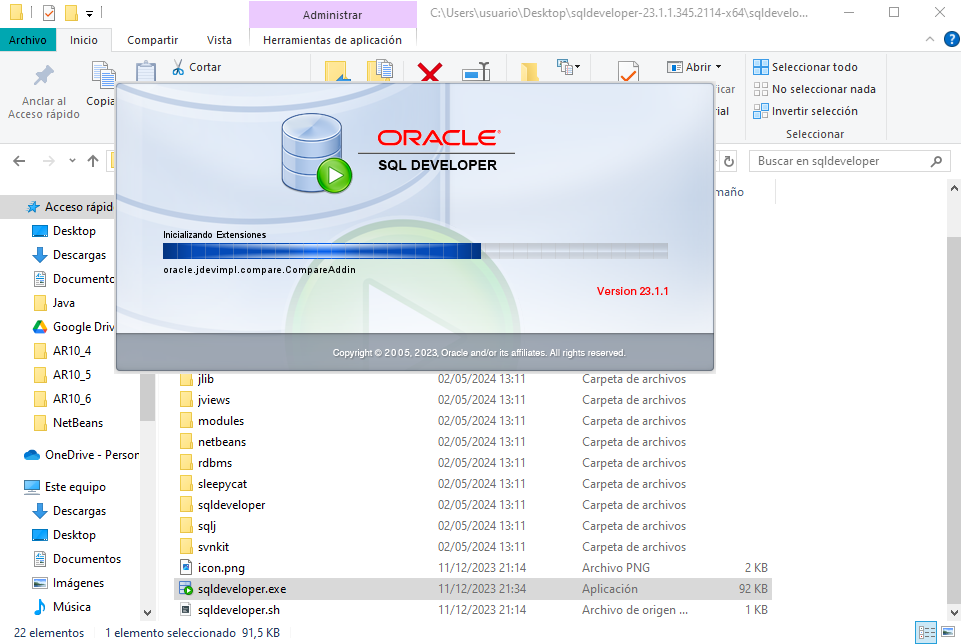 Administrar
C:\Users\usuario\Desktop\sqldeveloper-23.1.1.345.2114-x64\sqldevelo...
Archivo
Inicio
Compartir
Vista
Herramientas de aplicación
Anclar al
Acceso rápido
Copia
Cortar
Abrir
Seleccionar todo
No seleccionar nada
Invertir selección
Seleccionar
Buscar en sqldeveloper
ORACLE
SQL DEVELOPER
Inicializando Extensiones
oracle.jdevimpl.compare.CompareAddin
Version 23.1.1
Copyright © 2005, 2023, Oracle and/or its affiliates. All rights reserved.
Acceso rápid
Desktop
Descargas
Documento
Java
Google Driv
AR10_4
AR10_5
AR10_6
NetBeans
OneDrive - Person
Este equipo
Descargas
Desktop
Documentos
Imágenes
Música
maño
jlib 02/05/2024 13:11 Carpeta de archivos
jviews 02/05/2024 13:11 Carpeta de archivos
modules 02/05/2024 13:11 Carpeta de archivos
netbeans 02/05/2024 13:11 Carpeta de archivos
rdbms 02/05/2024 13:11 Carpeta de archivos
sleepycat 02/05/2024 13:11 Carpeta de archivos
sqldeveloper 02/05/2024 13:11 Carpeta de archivos
sqlj 02/05/2024 13:11 Carpeta de archivos
svnkit 02/05/2024 13:11 Carpeta de archivos
icon.png 11/12/2023 21:14 Archivo PNG 2 KB
sqldeveloper.exe 11/12/2023 21:34 Aplicación 92 KB
sqldeveloper.sh 11/12/2023 21:14 Archivo de origen ... 1 KB
22 elementos 1 elemento seleccionado 91,5 KB